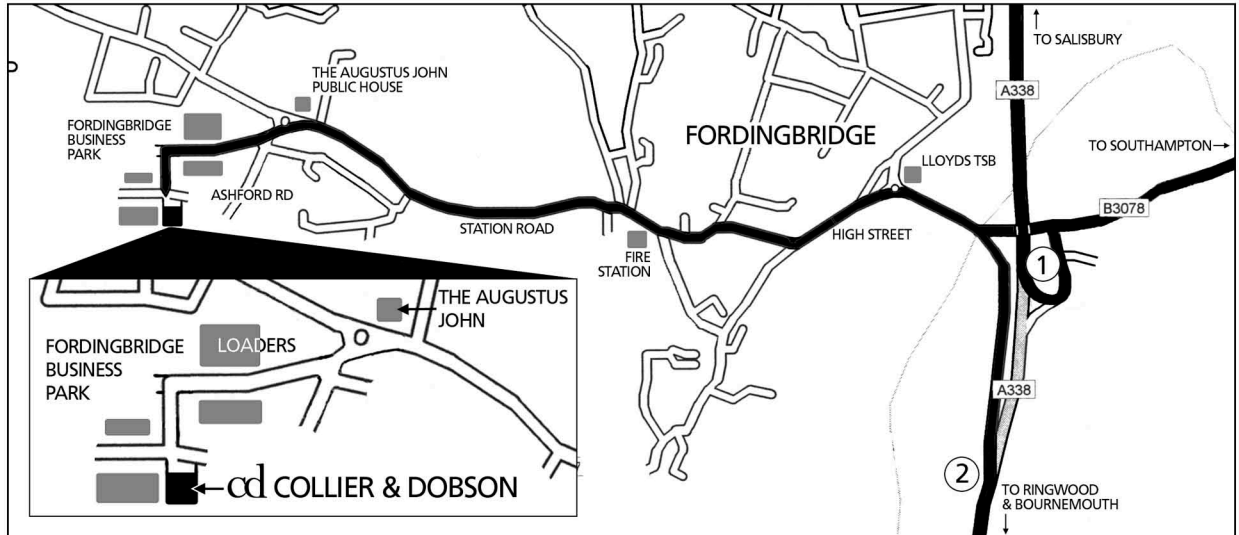 TO SALISBURY
THE AUGUSTUS JOHN
PUBLIC HOUSE
A338
FORDINGBRIDGE
BUSINESS
PARK
FORDINGBRIDGE
TO SOUTHAMPTON
LLOYDS TSB
ASHFORD RD
B3078
STATION ROAD
HIGH STREET
FIRE
STATION
1
THE AUGUSTUS
JOHN
FORDINGBRIDGE
BUSINESS
PARK
LOADERS
A338
2
cd COLLIER & DOBSON
TO RINGWOOD
& BOURNEMOUTH